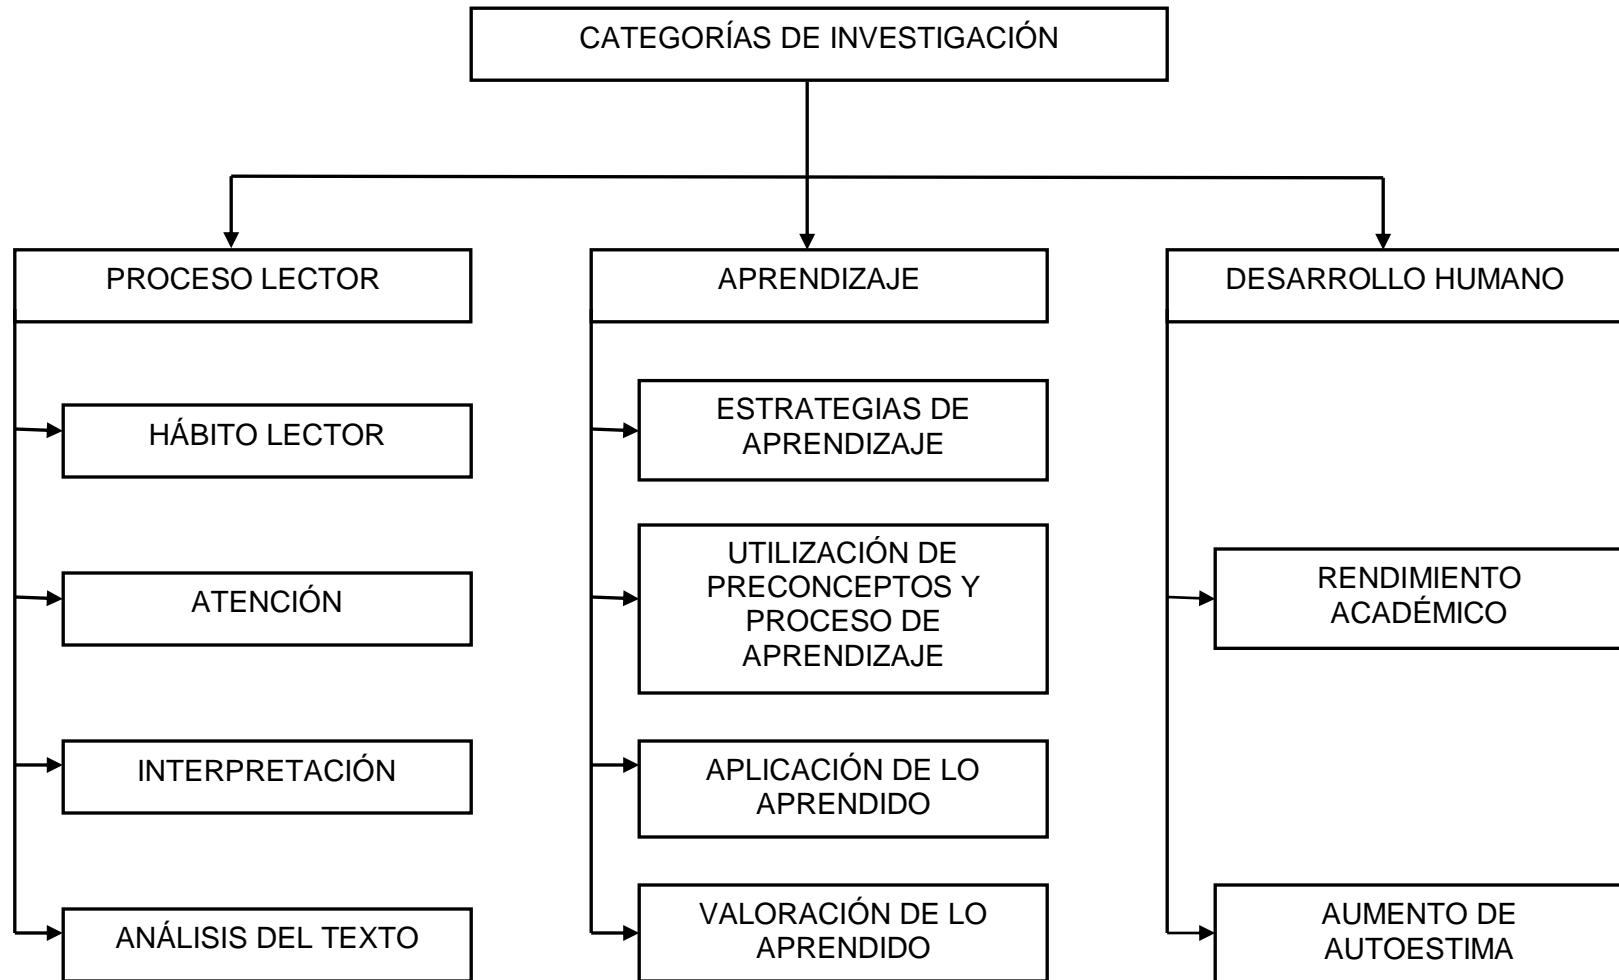 CATEGORÍAS DE INVESTIGACIÓN
PROCESO LECTOR
HÁBITO LECTOR
ATENCIÓN
INTERPRETACIÓN
ANÁLISIS DEL TEXTO
APRENDIZAJE
ESTRATEGIAS DE
APRENDIZAJE
UTILIZACIÓN DE
PRECONCEPTOS Y
PROCESO DE
APRENDIZAJE
APLICACIÓN DE LO
APRENDIDO
VALORACIÓN DE LO
APRENDIDO
DESARROLLO HUMANO
RENDIMIENTO
ACADÉMICO
AUMENTO DE
AUTOESTIMA